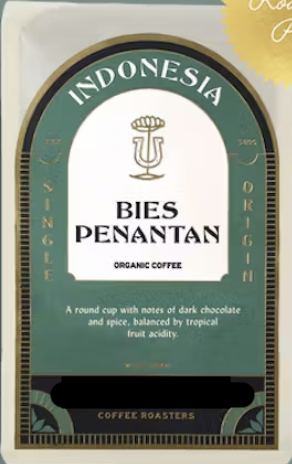 INDONESIA
SINGLE
ORIGIN
BIES
PENANTAN
ORGANIC COFFEE
A round cup with notes of dark chocolate
and spice, balanced by tropical
fruit acidity.
COFFEE ROASTERS